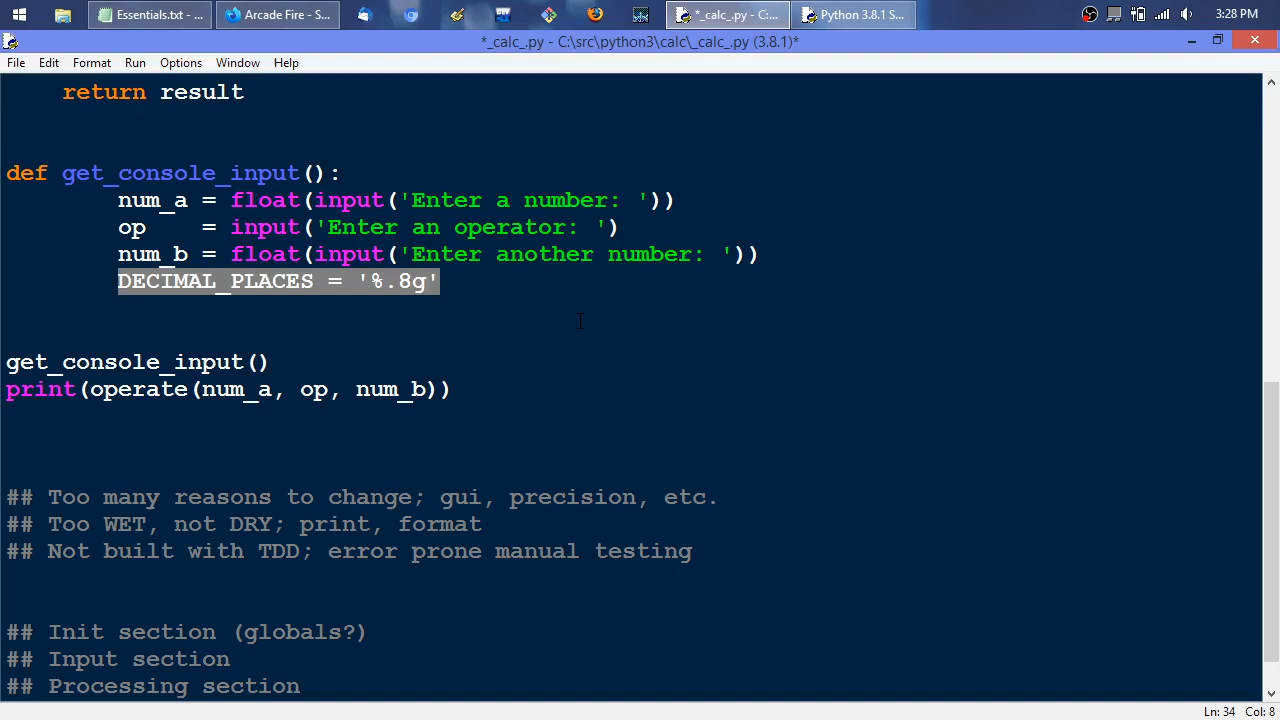 Essentials.txt - ...
Arcade Fire - S...
*_calc_.py - C:...
Python 3.8.1 S...
3:28 PM
*_calc_.py - C:\src\python3\calc\_calc_.py (3.8.1)*
File Edit Format Run Options Window Help
return result
def get_console_input():
num_a = float(input('Enter a number: '))
op = input('Enter an operator: ')
num_b = float(input('Enter another number: '))
DECIMAL_PLACES = '%.8g'
get_console_input()
print(operate(num_a, op, num_b))
## Too many reasons to change; gui, precision, etc.
## Too WET, not DRY; print, format
## Not built with TDD; error prone manual testing
## Init section (globals?)
## Input section
## Processing section
Ln: 34 Col: 8